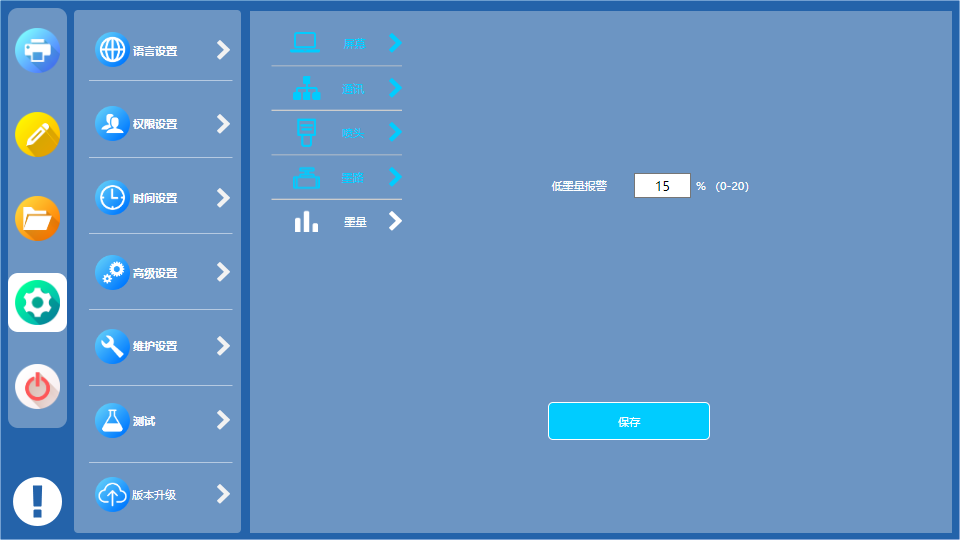 语言设置
权限设置
时间设置
高级设置
维护设置
测试
版本升级
屏幕
通讯
喷头
墨路
墨量
低墨量报警 15 % (0-20)
保存